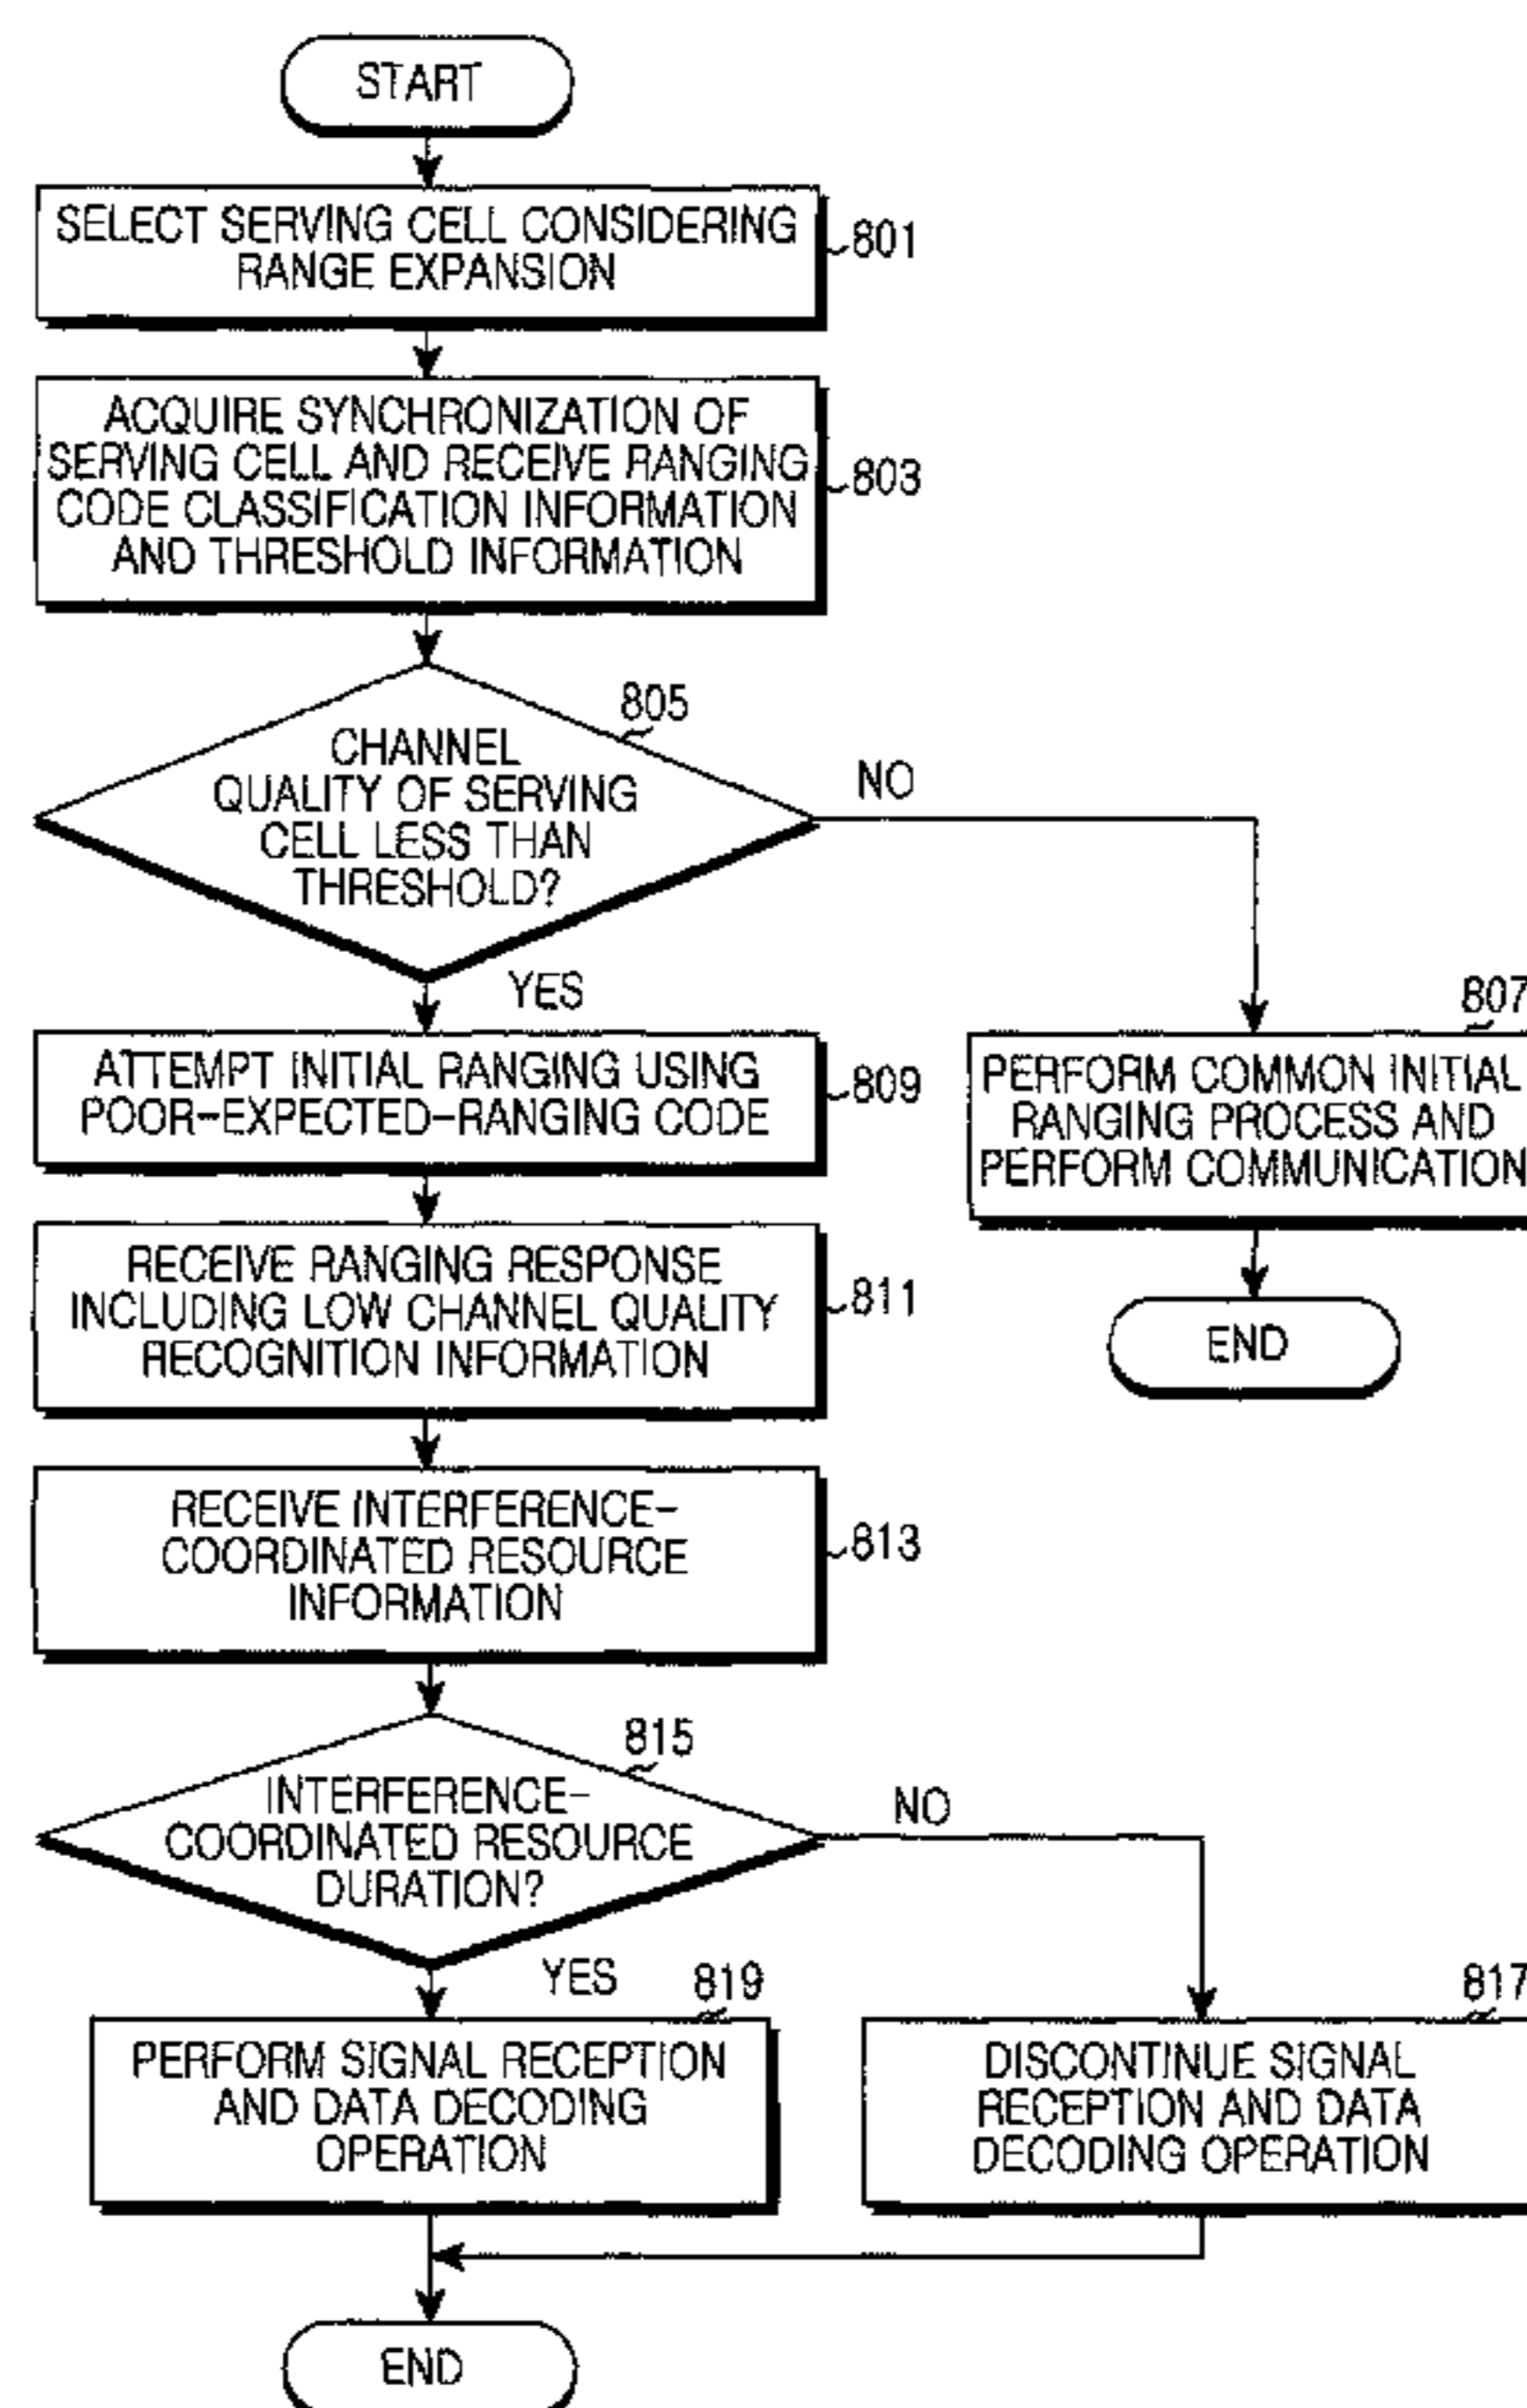 START
SELECT SERVING CELL CONSIDERING
RANGE EXPANSION
801
ACQUIRE SYNCHRONIZATION OF
SERVING CELL AND RECEIVE RANGING
CODE CLASSIFICATION INFORMATION
AND THRESHOLD INFORMATION
803
805
CHANNEL
QUALITY OF SERVING
CELL LESS THAN
THRESHOLD?
NO
YES
807
PERFORM COMMON INITIAL
RANGING PROCESS AND
PERFORM COMMUNICATION
END
ATTEMPT INITIAL RANGING USING
POOR-EXPECTED-RANGING CODE
809
RECEIVE RANGING RESPONSE
INCLUDING LOW CHANNEL QUALITY
RECOGNITION INFORMATION
811
RECEIVE INTERFERENCE-
COORDINATED RESOURCE
INFORMATION
813
815
INTERFERENCE-
COORDINATED RESOURCE
DURATION?
NO
YES
819
PERFORM SIGNAL RECEPTION
AND DATA DECODING
OPERATION
817
DISCONTINUE SIGNAL
RECEPTION AND DATA
DECODING OPERATION
END